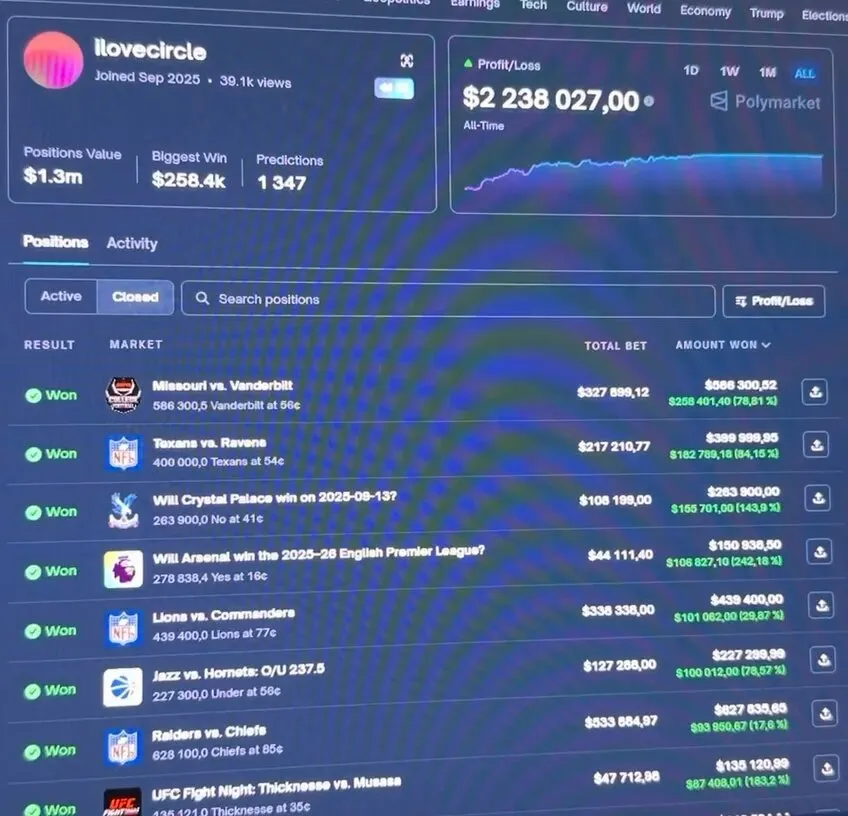 Earnings Tech Culture World Economy Trump Elections
Ilovecircle
Joined Sep 2025 • 39.1k views
Positions Value
$1.3m
Biggest Win
$258.4k
Predictions
1 347
Profit/Loss
1D 1W 1M ALL
$2 238 027,00
Polymarket
All-Time
Positions Activity
Active Closed
Search positions
Profit/Loss
RESULT MARKET TOTAL BET AMOUNT WON
Won
Missouri vs. Vanderbilt
586 300,5 Vanderbilt at 56¢
$327 899,12
$586 300,52
$258 401,40 (78,81 %)
Won
Texans vs. Ravens
400 000,0 Texans at 54¢
$217 210,77
$399 999,95
$182 789,18 (84,15 %)
Won
Will Crystal Palace win on 2025-09-13?
263 900,0 No at 41¢
$108 199,00
$263 900,00
$155 701,00 (143,9 %)
Won
Will Arsenal win the 2025–26 English Premier League?
278 838,4 Yes at 16¢
$44 111,40
$150 938,50
$106 827,10 (242,18 %)
Won
Lions vs. Commanders
439 400,0 Lions at 77¢
$338 338,00
$439 400,00
$101 062,00 (29,87 %)
Won
Jazz vs. Hornets: O/U 237.5
227 300,0 Under at 56¢
$127 288,00
$227 299,99
$100 012,00 (78,57 %)
Won
Raiders vs. Chiefs
628 100,0 Chiefs at 85¢
$533 884,97
$627 835,65
$93 950,67 (17,6 %)
Won
UFC Fight Night: Thicknesse vs. Musasa
135 121,0 Thicknesse at 35¢
$47 712,98
$135 120,99
$87 408,01 (183,2 %)